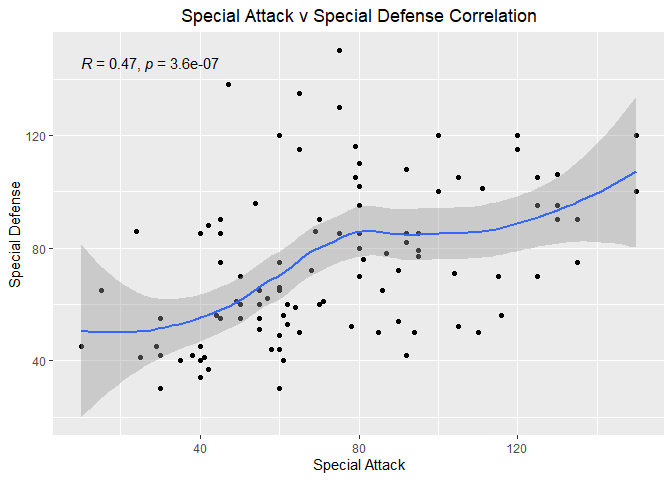 Special Attack v Special Defense Correlation
R = 0.47, p = 3.6e-07
120
80
40
Special Defense
40 80 120
Special Attack